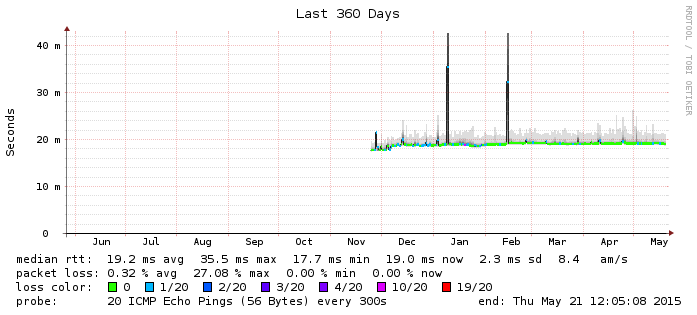 Last 360 Days
RRDTOOL / TOBI OETIKER
Seconds
40 m
30 m
20 m
10 m
0
Jun Jul Aug Sep Oct Nov Dec Jan Feb Mar Apr May
median rtt: 19.2 ms avg 35.5 ms max 17.7 ms min 19.0 ms now 2.3 ms sd 8.4 am/s
packet loss: 0.32 % avg 27.08 % max 0.00 % min 0.00 % now
loss color: 0 1/20 2/20 3/20 4/20 10/20 19/20
probe: 20 ICMP Echo Pings (56 Bytes) every 300s end: Thu May 21 12:05:08 2015